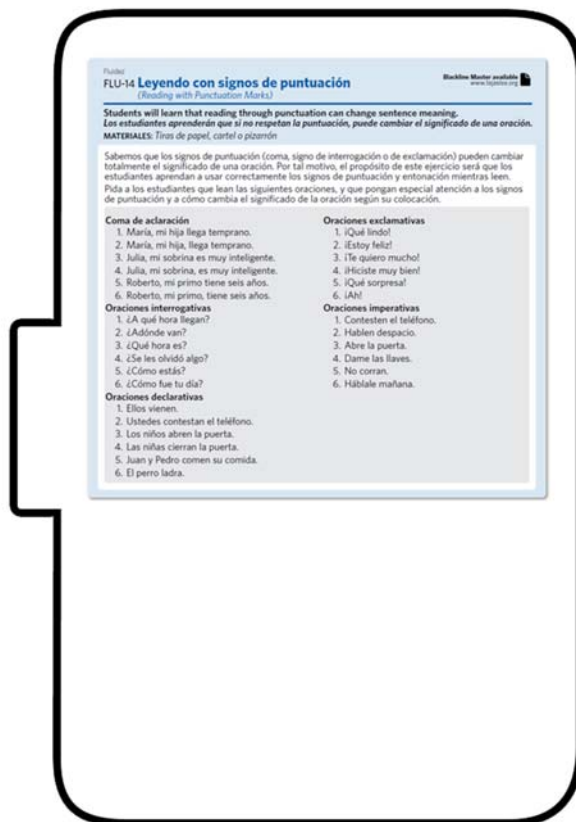 Fluidez
FLU-14 Leyendo con signos de puntuación
(Reading with Punctuation Marks)
Blackline Master available
Students will learn that reading through punctuation can change sentence meaning.
Los estudiantes aprenderán que si no respetan la puntuación, puede cambiar el significado de una oración.
MATERIALES: Tiras de papel, cartel o pizarrón
Sabemos que los signos de puntuación (coma, signo de interrogación o de exclamación) pueden cambiar
totalmente el significado de una oración. Por tal motivo, el propósito de este ejercicio será que los
estudiantes aprendan a usar correctamente los signos de puntuación y entonación mientras leen.
Pida a los estudiantes que lean las siguientes oraciones, y que pongan especial atención a los signos
de puntuación y a cómo cambia el significado de la oración según su colocación.
Coma de aclaración
1. María, mi hija llega temprano.
2. María, mi hija, llega temprano.
3. Julia, mi sobrina es muy inteligente.
4. Julia, mi sobrina, es muy inteligente.
5. Roberto, mi primo tiene seis años.
6. Roberto, mi primo, tiene seis años.
Oraciones interrogativas
1. ¿A qué hora llegan?
2. ¿Adónde van?
3. ¿Qué hora es?
4. ¿Se les olvidó algo?
5. ¿Cómo estás?
6. ¿Cómo fue tu día?
Oraciones declarativas
1. Ellos vienen.
2. Ustedes contestan el teléfono.
3. Los niños abren la puerta.
4. Las niñas cierran la puerta.
5. Juan y Pedro comen su comida.
6. El perro ladra.
Oraciones exclamativas
1. ¡Qué lindo!
2. ¡Estoy feliz!
3. ¡Te quiero mucho!
4. ¡Hiciste muy bien!
5. ¡Qué sorpresa!
6. ¡Ah!
Oraciones imperativas
1. Contesten el teléfono.
2. Hablen despacio.
3. Abre la puerta.
4. Dame las llaves.
5. No corran.
6. Háblale mañana.